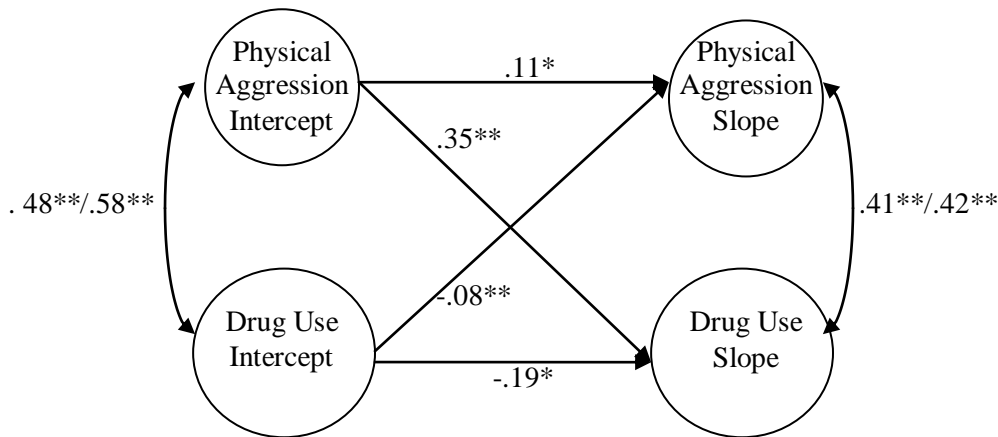 Physical
Aggression
Intercept
Physical
Aggression
Slope
.11*
.35**
. 48**/.58**
.41**/.42**
-.08**
Drug Use
Intercept
Drug Use
Slope
-.19*